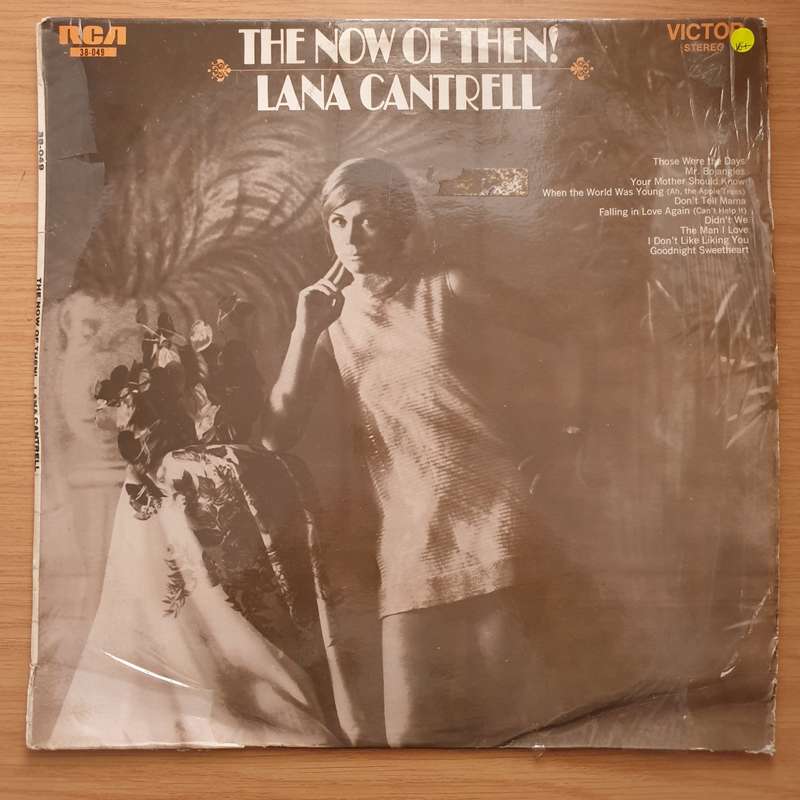 RCA
38-049
THE NOW OF THEN!
LANA CANTRELL
VICTOR
STEREO
Those Were the Days
Mr. Bojangles
Your Mother Should Know
When the World Was Young (Ah, the Apple Trees)
Don't Tell Mama
Falling in Love Again (Can't Help It)
Didn't We
The Man I Love
I Don't Like Liking You
Goodnight Sweetheart
38-049
THE NOW OF THEN! LANA CANTRELL